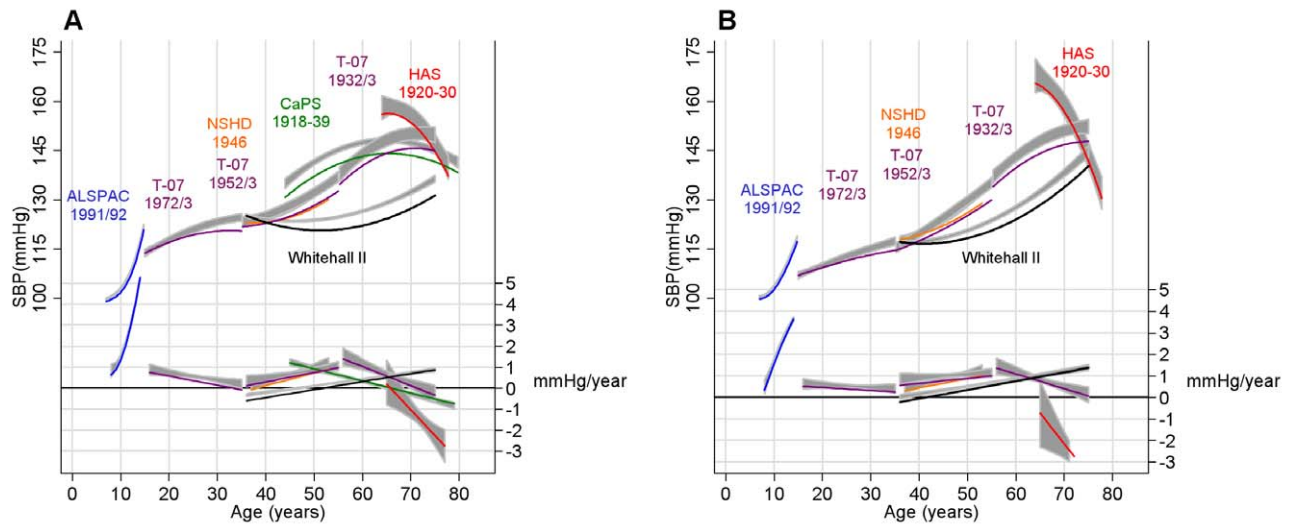 A
SBP(mmHg)
175
160
145
130
115
100
5
4
3
2
1
0
-1
-2
-3
mmHg/year
ALSPAC
1991/92
T-07
1972/3
NSHD
1946
T-07
1952/3
CaPS
1918-39
T-07
1932/3
HAS
1920-30
Whitehall II
0 10 20 30 40 50 60 70 80
Age (years)
B
SBP(mmHg)
175
160
145
130
115
100
5
4
3
2
1
0
-1
-2
-3
mmHg/year
ALSPAC
1991/92
T-07
1972/3
NSHD
1946
T-07
1952/3
T-07
1932/3
HAS
1920-30
Whitehall II
0 10 20 30 40 50 60 70 80
Age (years)